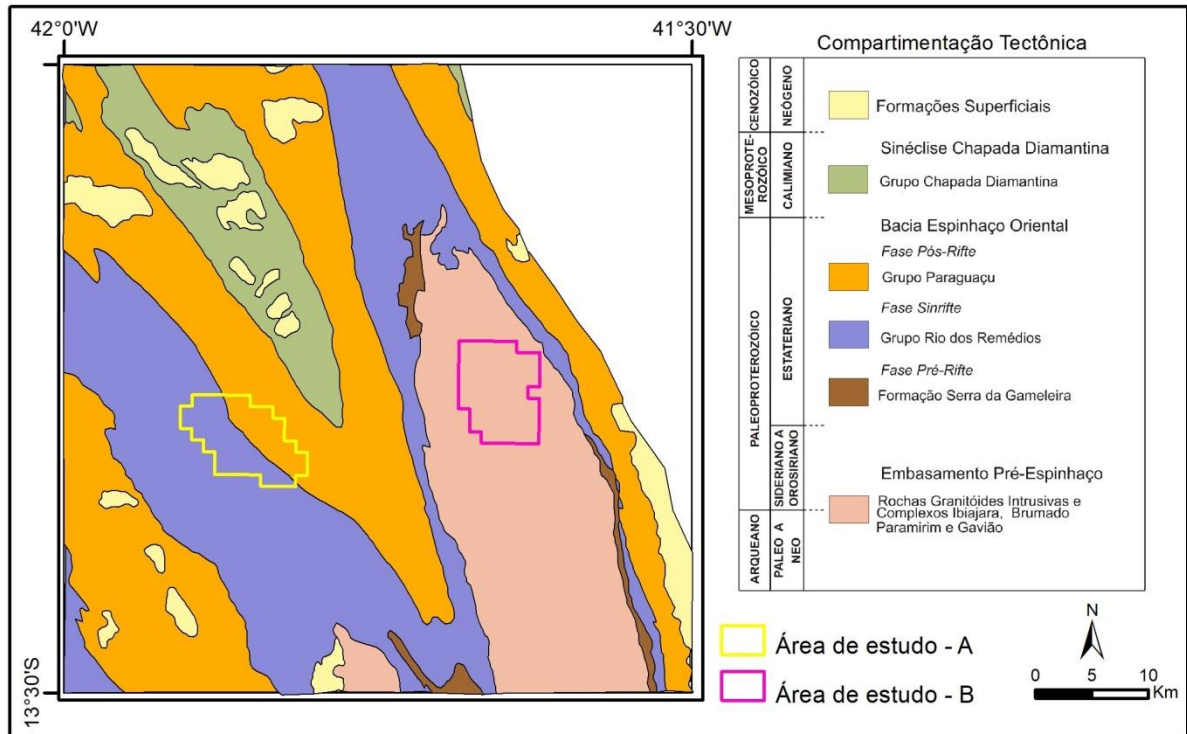 42°0'W
41°30'W
13°30'S
Compartimentação Tectônica
CENOZÓICO
NEÓGENO
Formações Superficiais
MESOPROTE-
ROZÓICO
CALIMIANO
Sinéclise Chapada Diamantina
Grupo Chapada Diamantina
PALEOPROTEROZÓICO
ESTATERIANO
Bacia Espinhaço Oriental
Fase Pós-Rifte
Grupo Paraguaçu
Fase Sinrifte
Grupo Rio dos Remédios
Fase Pré-Rifte
Formação Serra da Gameleira
SIDERIANO A
OROSIRIANO
Embasamento Pré-Espinhaço
Rochas Granitóides Intrusivas e
Complexos Ibiajara, Brumado
Paramirim e Gavião
ARQUEANO
PALEO A
NEO
Área de estudo - A
Área de estudo - B
N
0 5 10
Km